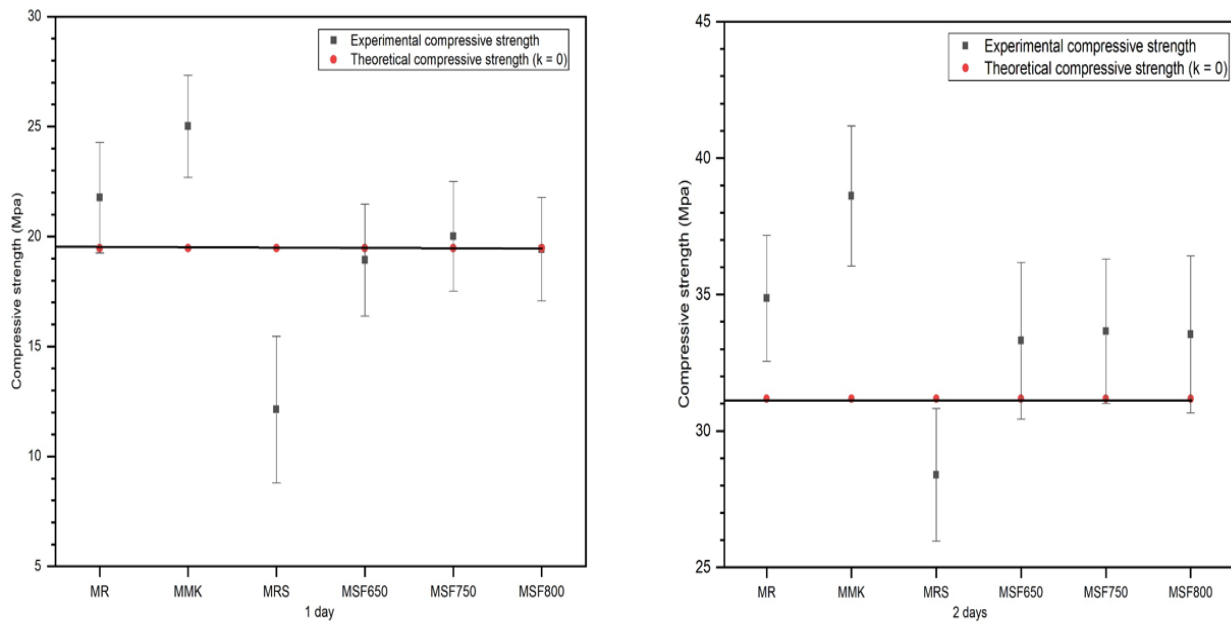 30
25
20
15
10
5
Compressive strength (Mpa)
Experimental compressive strength
Theoretical compressive strength (k = 0)
MR MMK MRS MSF650 MSF750 MSF800
1 day
45
40
35
30
25
Compressive strength (Mpa)
Experimental compressive strength
Theoretical compressive strength (k = 0)
MR MMK MRS MSF650 MSF750 MSF800
2 days